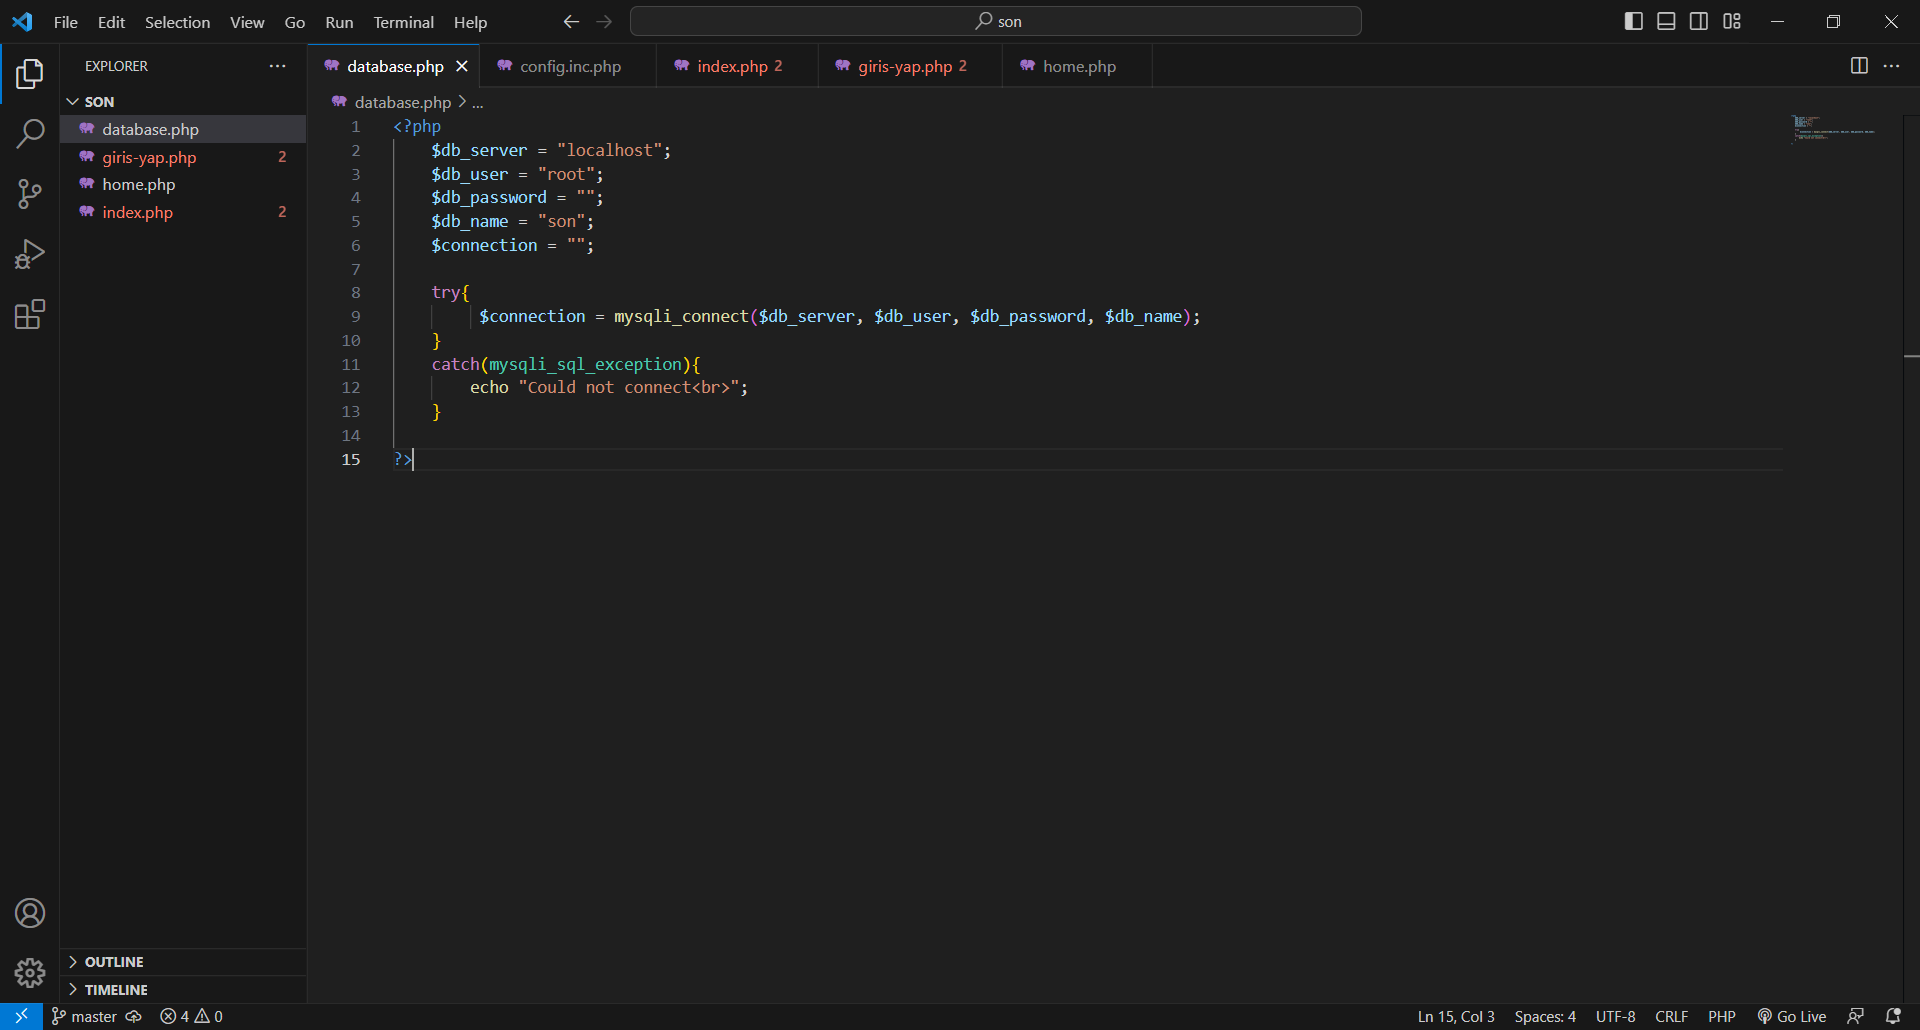 File Edit Selection View Go Run Terminal Help son
EXPLORER
SON
database.php
giris-yap.php 2
home.php
index.php 2
database.php config.inc.php index.php 2 giris-yap.php 2 home.php
database.php > ...
1 <?php
2 $db_server = "localhost";
3 $db_user = "root";
4 $db_password = "";
5 $db_name = "son";
6 $connection = "";
7
8 try{
9 $connection = mysqli_connect($db_server, $db_user, $db_password, $db_name);
10 }
11 catch(mysqli_sql_exception){
12 echo "Could not connect<br>";
13 }
14
15 ?>
OUTLINE
TIMELINE
master 4 0 Ln 15, Col 3 Spaces: 4 UTF-8 CRLF PHP Go Live